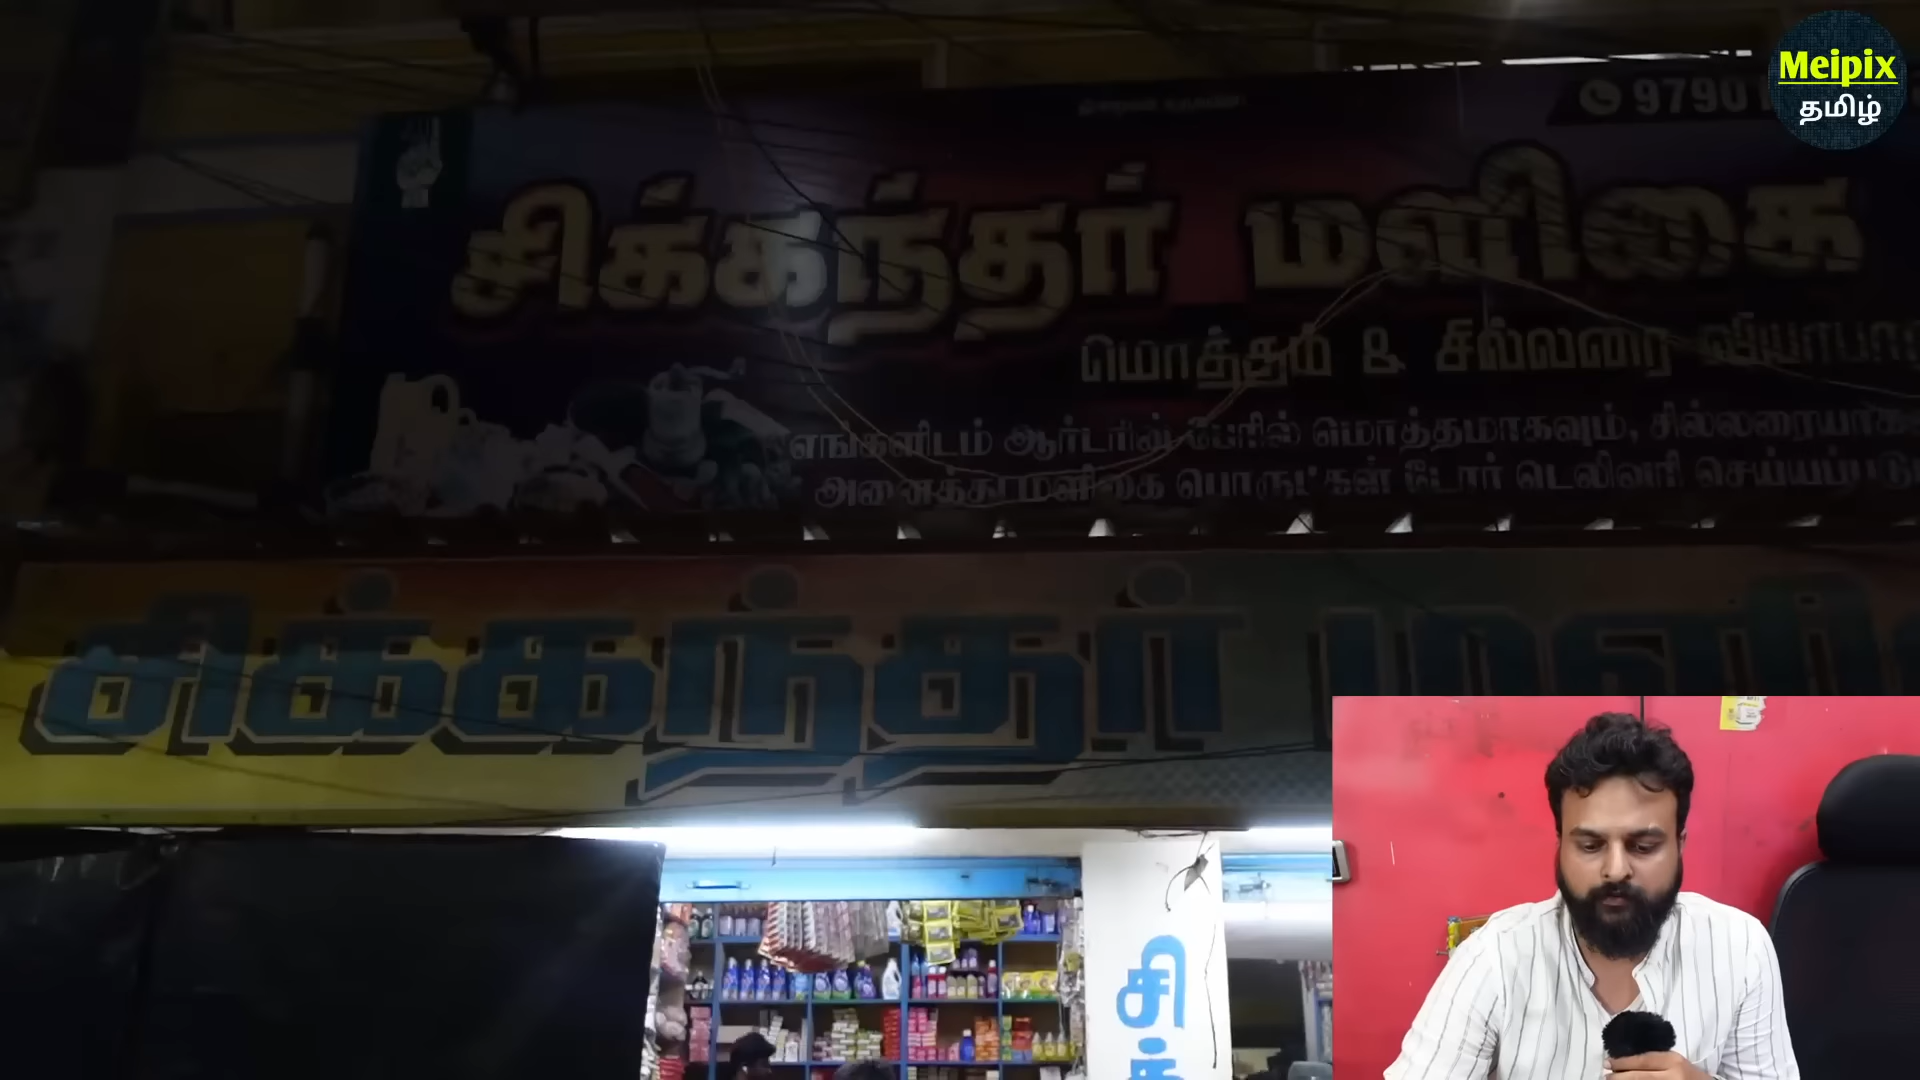 Meipix
தமிழ்
9790
சிக்கந்தர் மளிகை
மொத்தம் & சில்லரை வியாபார
எங்களிடம் ஆர்டரின் பேரில் மொத்தமாகவும், சில்லரையாக
அனைத்து மளிகை பொருட்கள் டோர் டெலிவரி செய்யப்படு
சிக்கந்தர் மளி
சி
க்